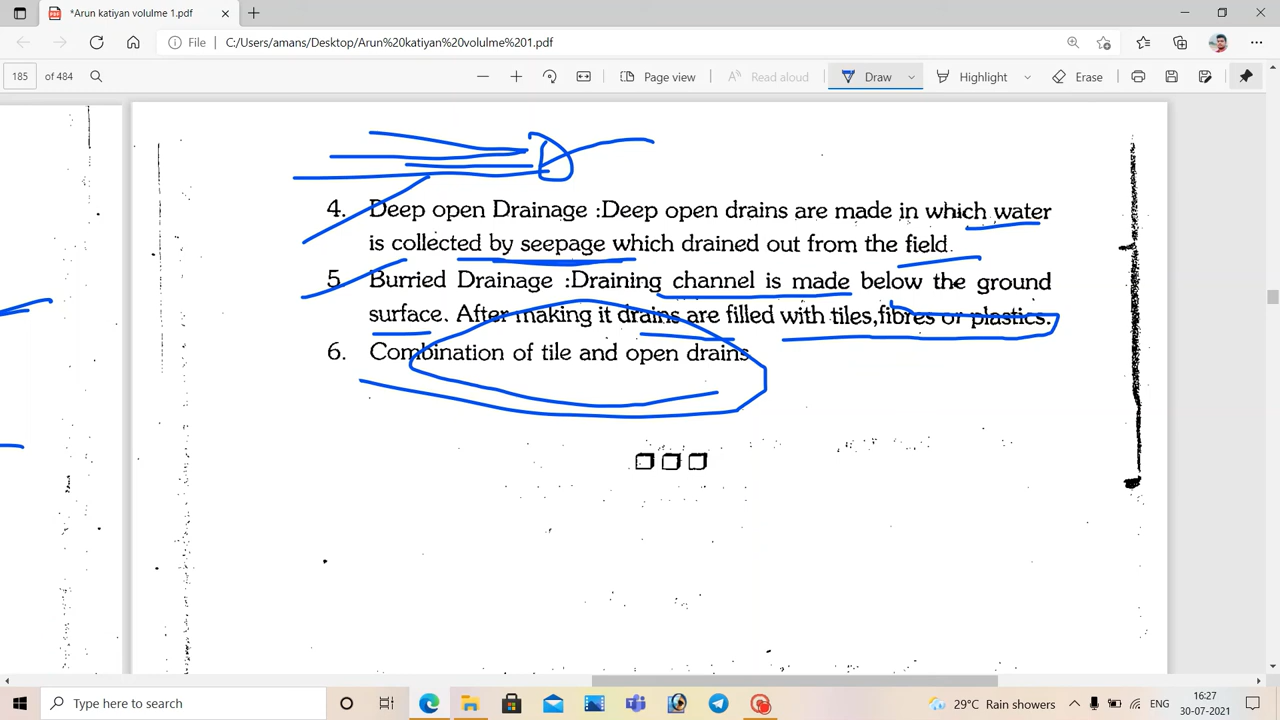 *Arun katiyan volulme 1.pdf
File
C:/Users/amans/Desktop/Arun%20katiyan%20volulme%201.pdf
185 of 484
Page view
Read aloud
Draw
Highlight
Erase
4. Deep open Drainage :Deep open drains are made in which water
is collected by seepage which drained out from the field.
5. Burried Drainage :Draining channel is made below the ground
surface. After making it drains are filled with tiles,fibres or plastics.
6. Combination of tile and open drains
Type here to search
29°C Rain showers
ENG
16:27
30-07-2021